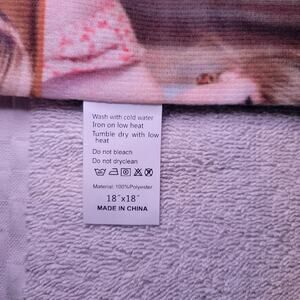 Wash with cold water
Iron on low heat
Tumble dry with low
heat
Do not bleach
Do not dryclean
Material: 100%Polyester
18"x18"
MADE IN CHINA